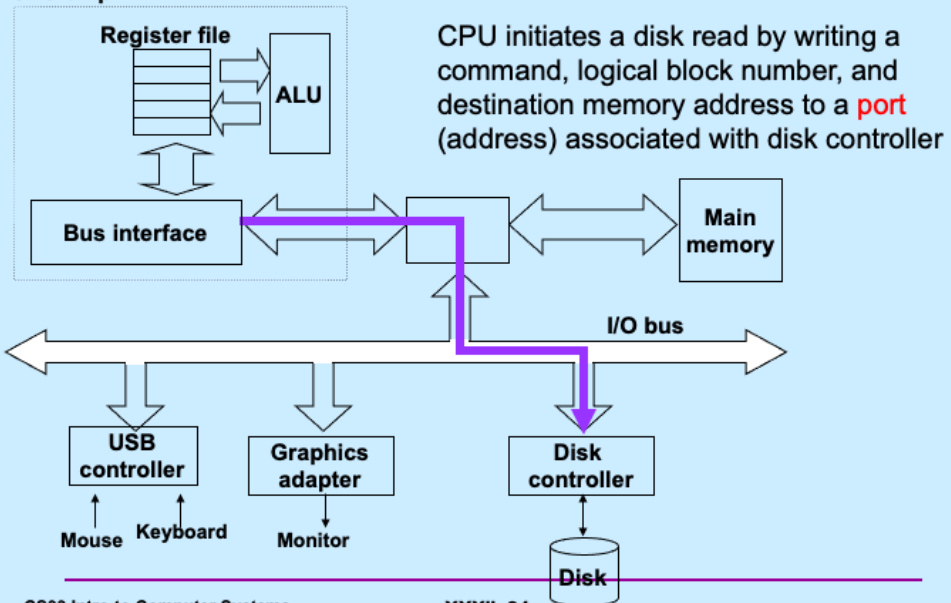 Register file
ALU
CPU initiates a disk read by writing a
command, logical block number, and
destination memory address to a port
(address) associated with disk controller
Bus interface
Main
memory
I/O bus
USB
controller
Graphics
adapter
Disk
controller
Mouse
Keyboard
Monitor
Disk